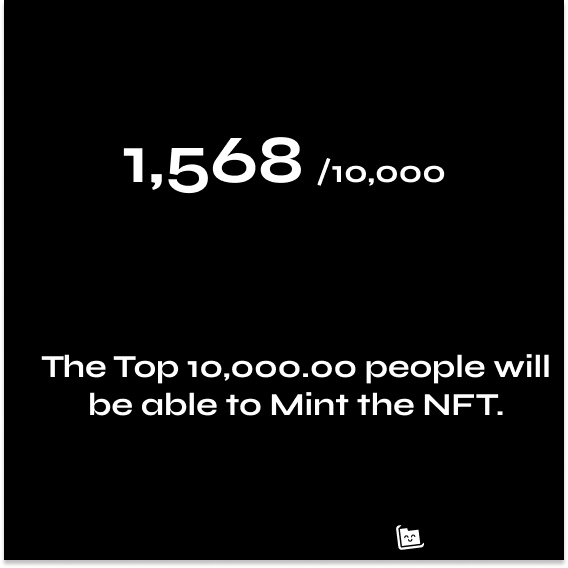 1,568 /10,000
The Top 10,000.00 people will
be able to Mint the NFT.